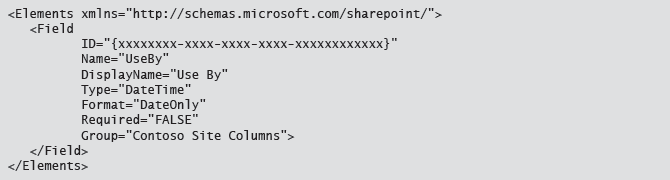 <Elements xmlns="http://schemas.microsoft.com/sharepoint/">
<Field
ID="{xxxxxxxx-xxxx-xxxx-xxxx-xxxxxxxxxxxx}"
Name="UseBy"
DisplayName="Use By"
Type="DateTime"
Format="DateOnly"
Required="FALSE"
Group="Contoso Site Columns">
</Field>
</Elements>